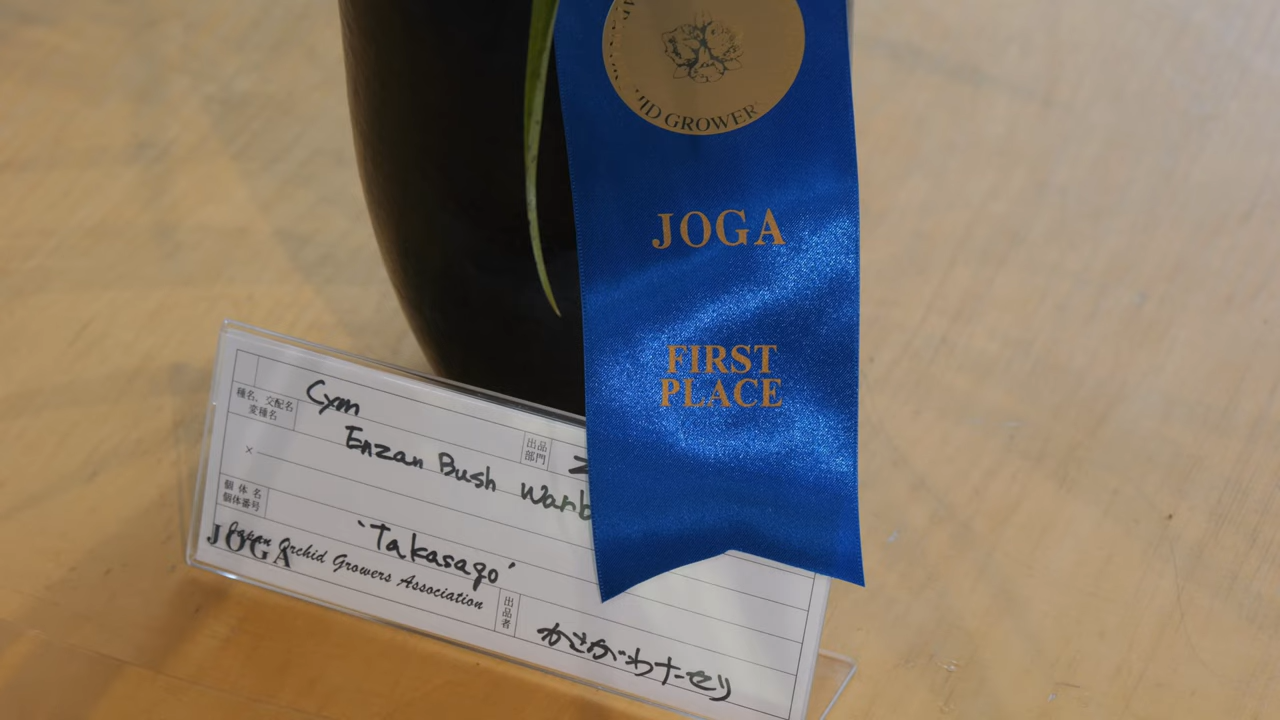 ID GROWER
JOGA
FIRST
PLACE
種名、交配名
変種名
Cym
出品
部門
×
Enzan Bush
個体名
個体番号
'Takasago'
JOGA
Japan Orchid Growers Association
出品者
かさがわナーセリ